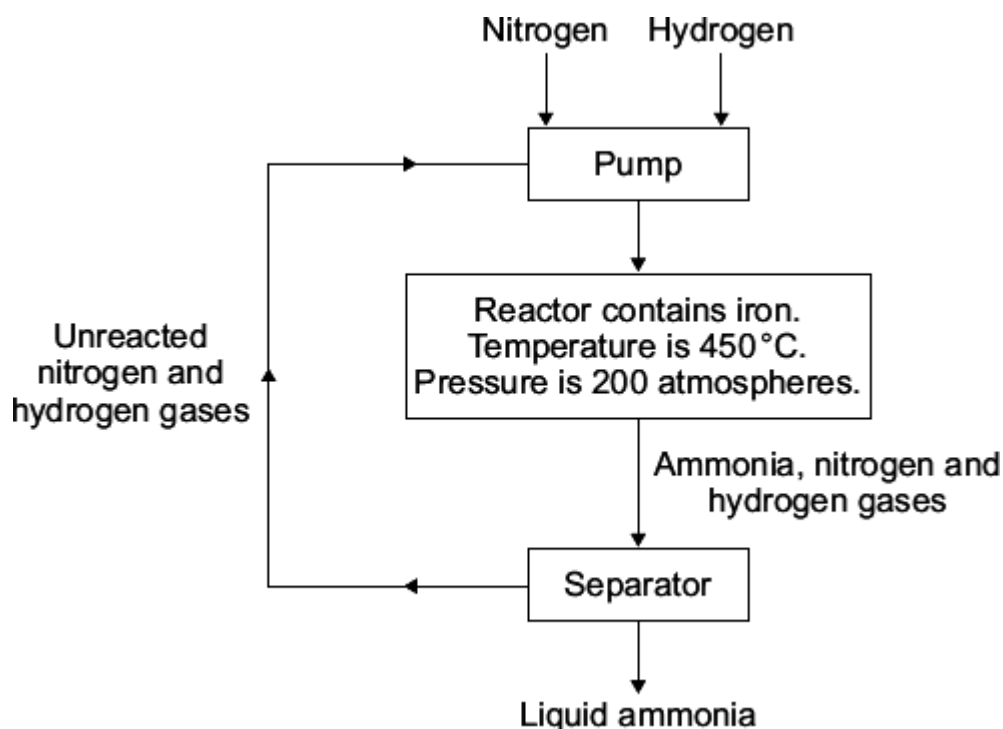 Nitrogen Hydrogen
Pump
Reactor contains iron.
Temperature is 450°C.
Pressure is 200 atmospheres.
Unreacted
nitrogen and
hydrogen gases
Ammonia, nitrogen and
hydrogen gases
Separator
Liquid ammonia